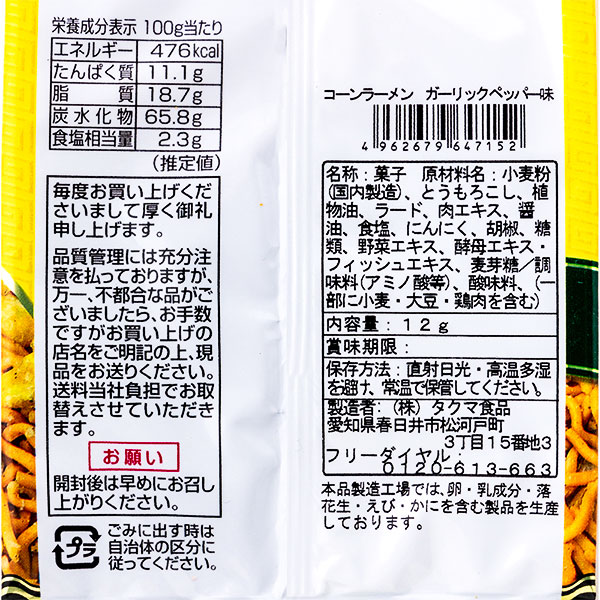 栄養成分表示 100g当たり
エネルギー 476kcal
たんぱく質 11.1g
脂質 18.7g
炭水化物 65.8g
食塩相当量 2.3g
(推定値)
毎度お買い上げくだ
さいまして厚く御礼
申し上げます。
品質管理には充分注
意を払っておりますが、
万一、不都合な品がご
ざいましたら、お手数
ですがお買い上げの
店名をご明記の上、現
品をお送りください。
送料当社負担でお取
替えさせていただき
ます。
お願い
開封後は早めにお召し
上がりください。
プラ
ごみに出す時は
自治体の区分に
従ってください。
コーンラーメン ガーリックペッパー味
4 962679 647152
名称：菓子 原材料名：小麦粉
(国内製造)、とうもろこし、植
物油、ラード、肉エキス、醤
油、食塩、にんにく、胡椒、糖
類、野菜エキス、酵母エキス・
フィッシュエキス、麦芽糖／調
味料(アミノ酸等)、酸味料、(一
部に小麦・大豆・鶏肉を含む)
内容量：12g
賞味期限：
保存方法：直射日光・高温多湿
を避け、常温で保管してください。
製造者：(株) タクマ食品
愛知県春日井市松河戸町
3丁目15番地3
フリーダイヤル：
0120-613-663
本品製造工場では、卵・乳成分・落
花生・えび・かにを含む製品を生産
しております。